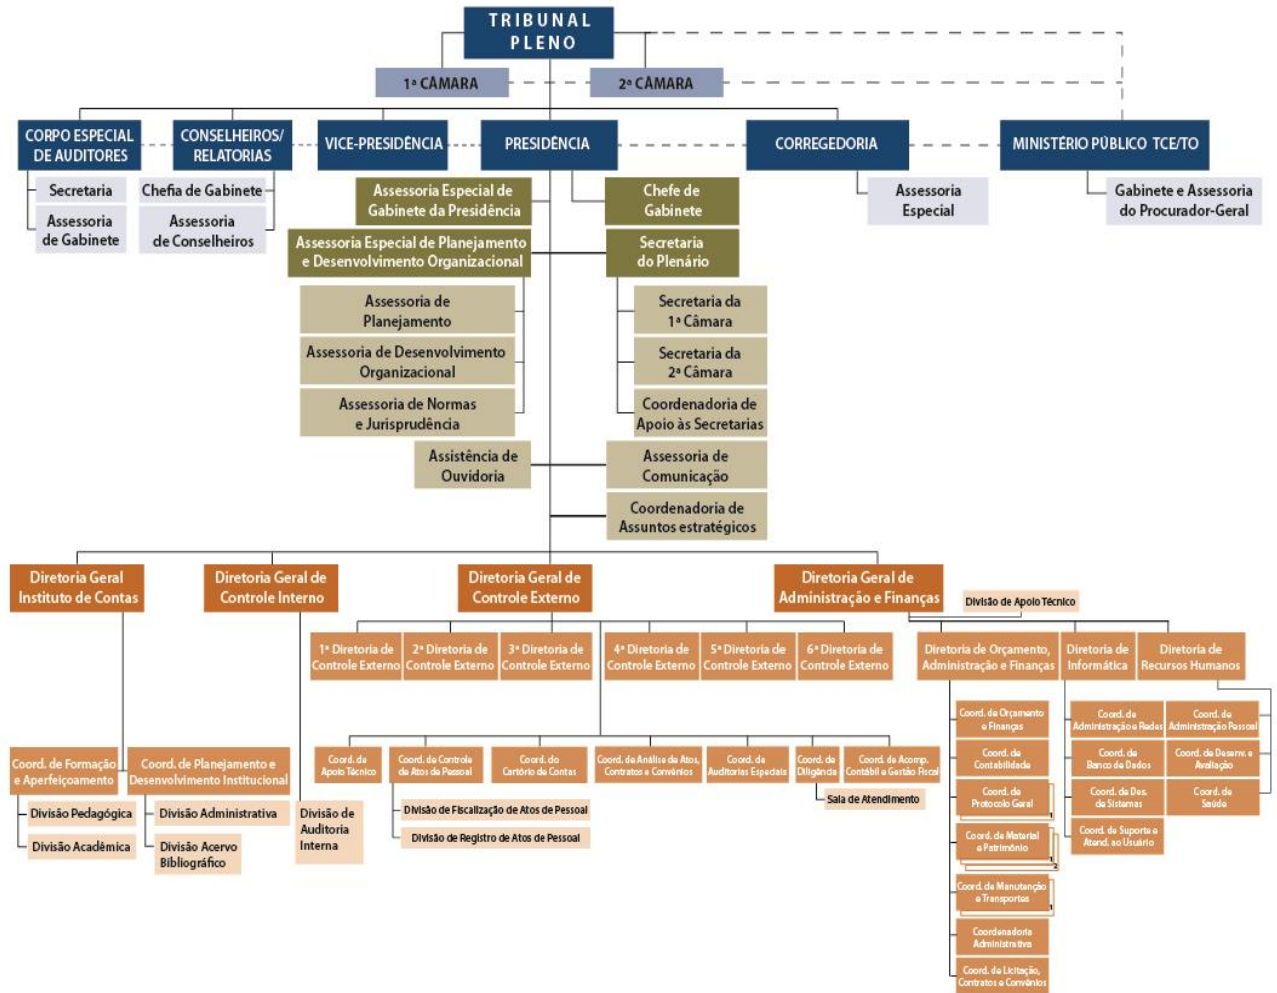 TRIBUNAL
PLENO
1ª CÂMARA
2ª CÂMARA
CORPO ESPECIAL
DE AUDITORES
CONSELHEIROS/
RELATORIAS
VICE-PRESIDÊNCIA
PRESIDÊNCIA
CORREGEDORIA
MINISTÉRIO PÚBLICO TCE/TO
Secretaria
Assessoria
de Gabinete
Chefia de Gabinete
Assessoria
de Conselheiros
Assessoria Especial de
Gabinete da Presidência
Chefe de
Gabinete
Assessoria
Especial
Gabinete e Assessoria
do Procurador-Geral
Assessoria Especial de Planejamento
e Desenvolvimento Organizacional
Secretaria
do Plenário
Assessoria de
Planejamento
Secretaria da
1ª Câmara
Assessoria de Desenvolvimento
Organizacional
Secretaria da
2ª Câmara
Assessoria de Normas
e Jurisprudência
Coordenadoria de
Apoio às Secretarias
Assistência de
Ouvidoria
Assessoria de
Comunicação
Coordenadoria de
Assuntos estratégicos
Diretoria Geral
Instituto de Contas
Diretoria Geral de
Controle Interno
Diretoria Geral de
Controle Externo
Diretoria Geral de
Administração e Finanças
Divisão de Apoio Técnico
1ª Diretoria de
Controle Externo
2ª Diretoria de
Controle Externo
3ª Diretoria de
Controle Externo
4ª Diretoria de
Controle Externo
5ª Diretoria de
Controle Externo
6ª Diretoria de
Controle Externo
Diretoria de Orçamento,
Administração e Finanças
Diretoria de
Informática
Diretoria de
Recursos Humanos
Coord. de Formação
e Aperfeiçoamento
Coord. de Planejamento e
Desenvolvimento Institucional
Divisão Pedagógica
Divisão Acadêmica
Divisão Administrativa
Divisão Acervo
Bibliográfico
Divisão de
Auditoria
Interna
Coord. de
Apoio Técnico
Coord. de Controle
de Atos de Pessoal
Coord. do
Cartório de Contas
Coord. de Análise de Atos,
Contratos e Convênios
Coord. de
Auditorias Especiais
Coord. de
Diligência
Coord. de Acomp.
Contábil e Gestão Fiscal
Divisão de Fiscalização de Atos de Pessoal
Divisão de Registro de Atos de Pessoal
Sala de Atendimento
Coord. de Orçamento
e Finanças
Coord. de
Contabilidade
Coord. de
Protocolo Geral
1
Coord. de Material
e Patrimônio
1
2
Coord. de Manutenção
e Transportes
1
Coordenadoria
Administrativa
Coord. de Licitação,
Contratos e Convênios
Coord. de
Administração e Redes
Coord. de
Banco de Dados
Coord. de Des.
de Sistemas
Coord. de Suporte e
Atend. ao Usuário
Coord. de
Administração Pessoal
Coord. de Desenv. e
Avaliação
Coord. de
Saúde